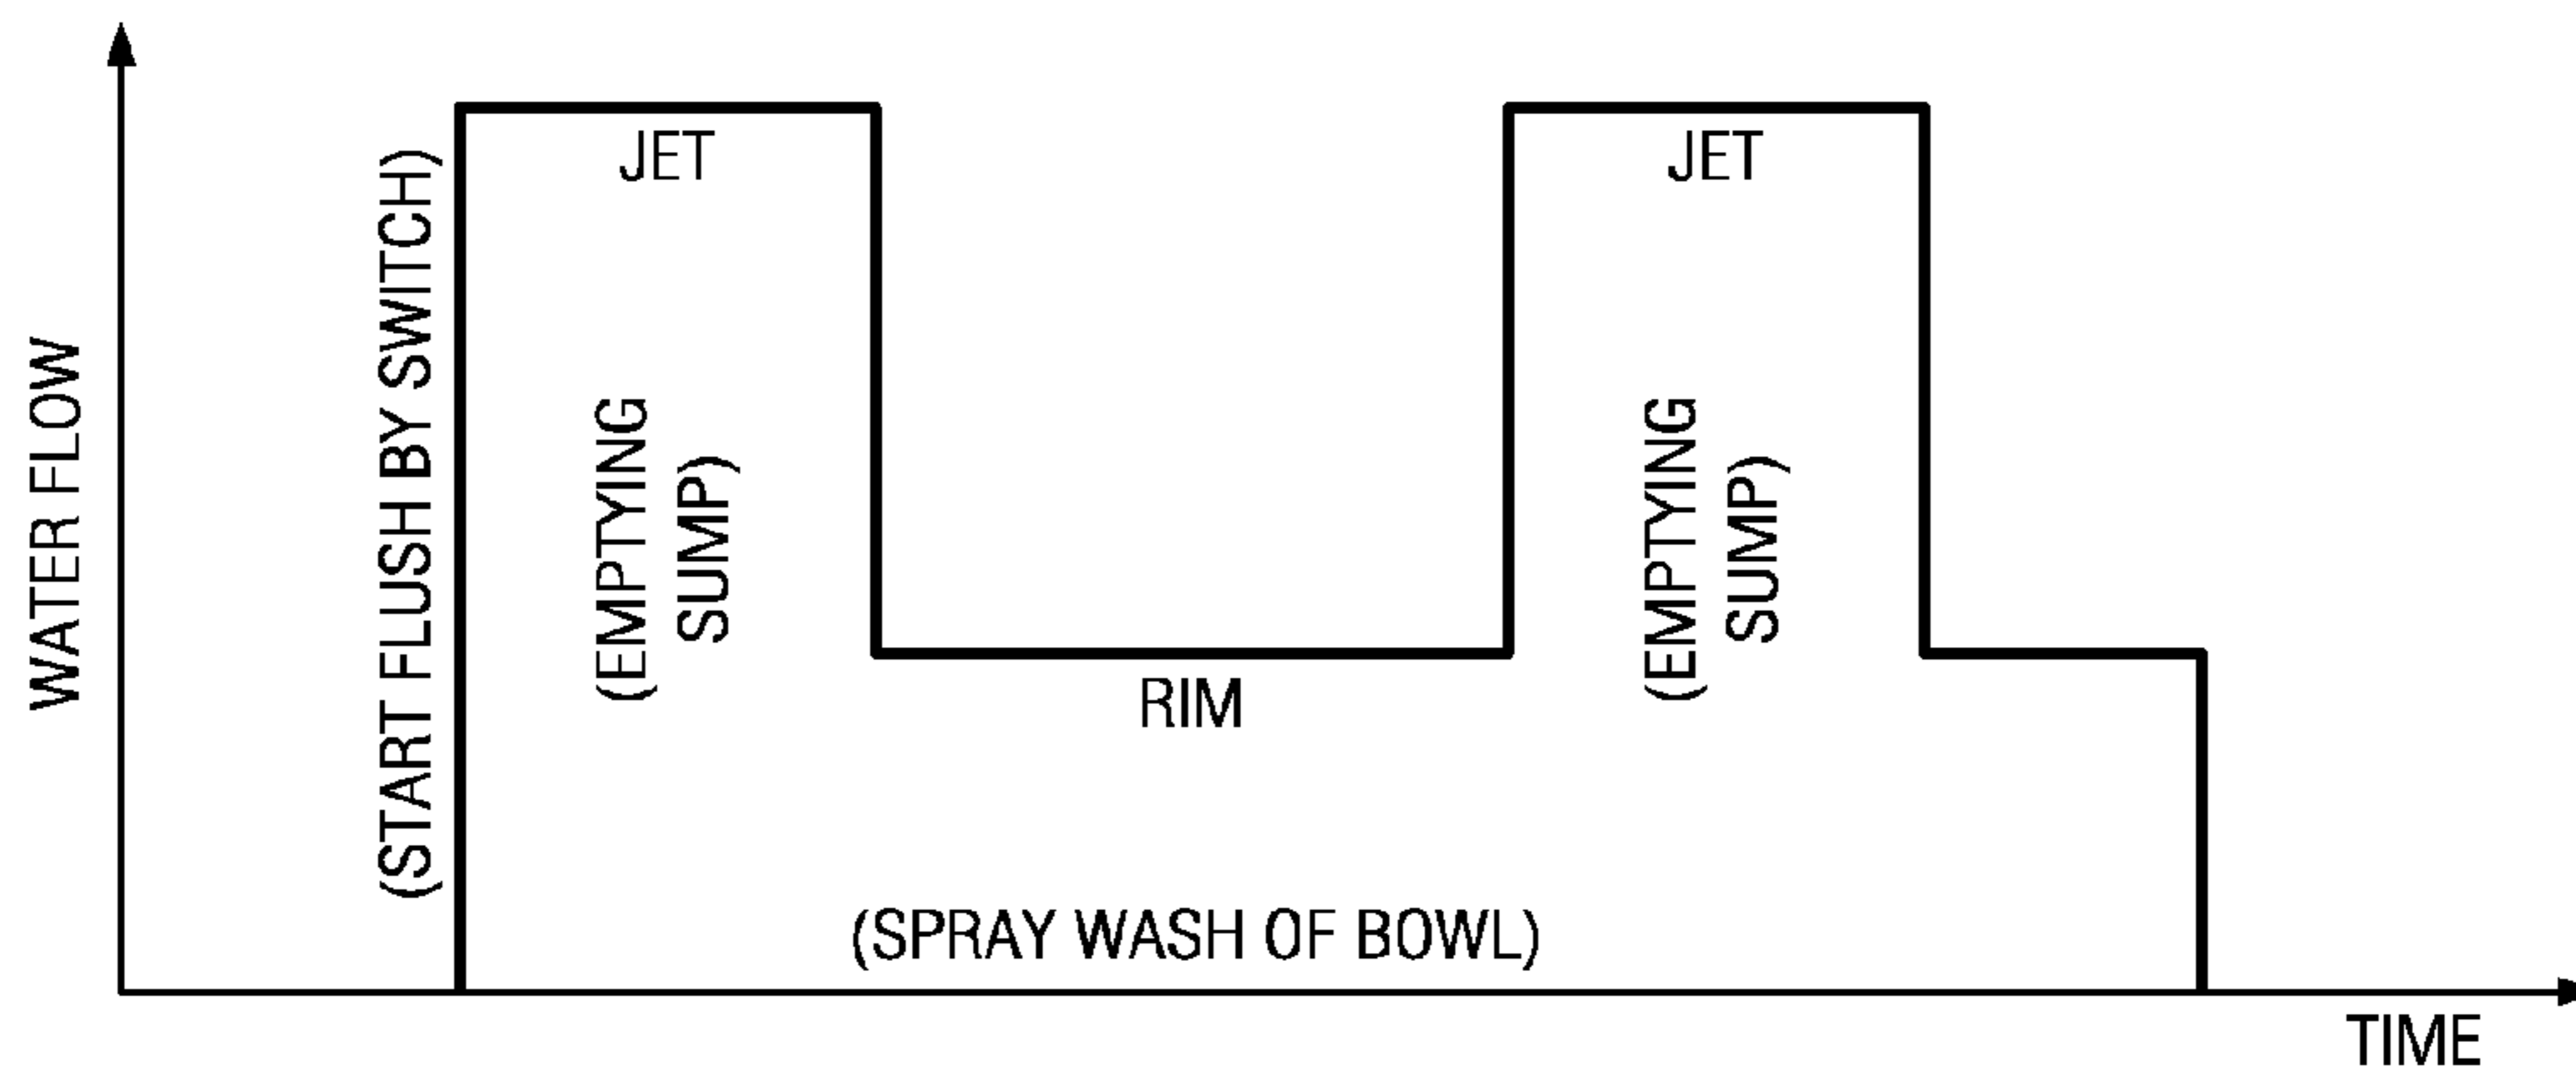 WATER FLOW
(START FLUSH BY SWITCH)
JET
(EMPTYING
SUMP)
RIM
(SPRAY WASH OF BOWL)
JET
(EMPTYING
SUMP)
TIME